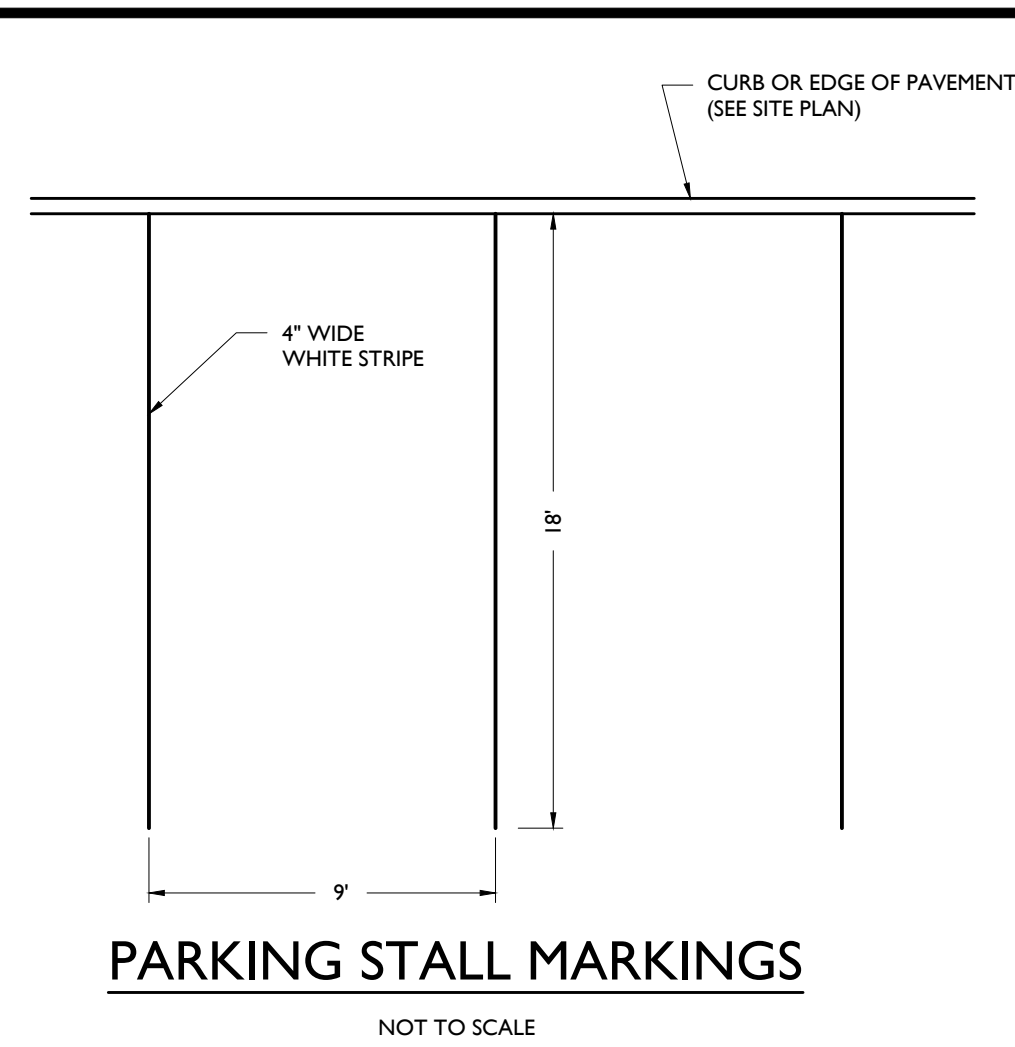 CURB OR EDGE OF PAVEMENT
(SEE SITE PLAN)
4" WIDE
WHITE STRIPE
18'
9'
PARKING STALL MARKINGS
NOT TO SCALE